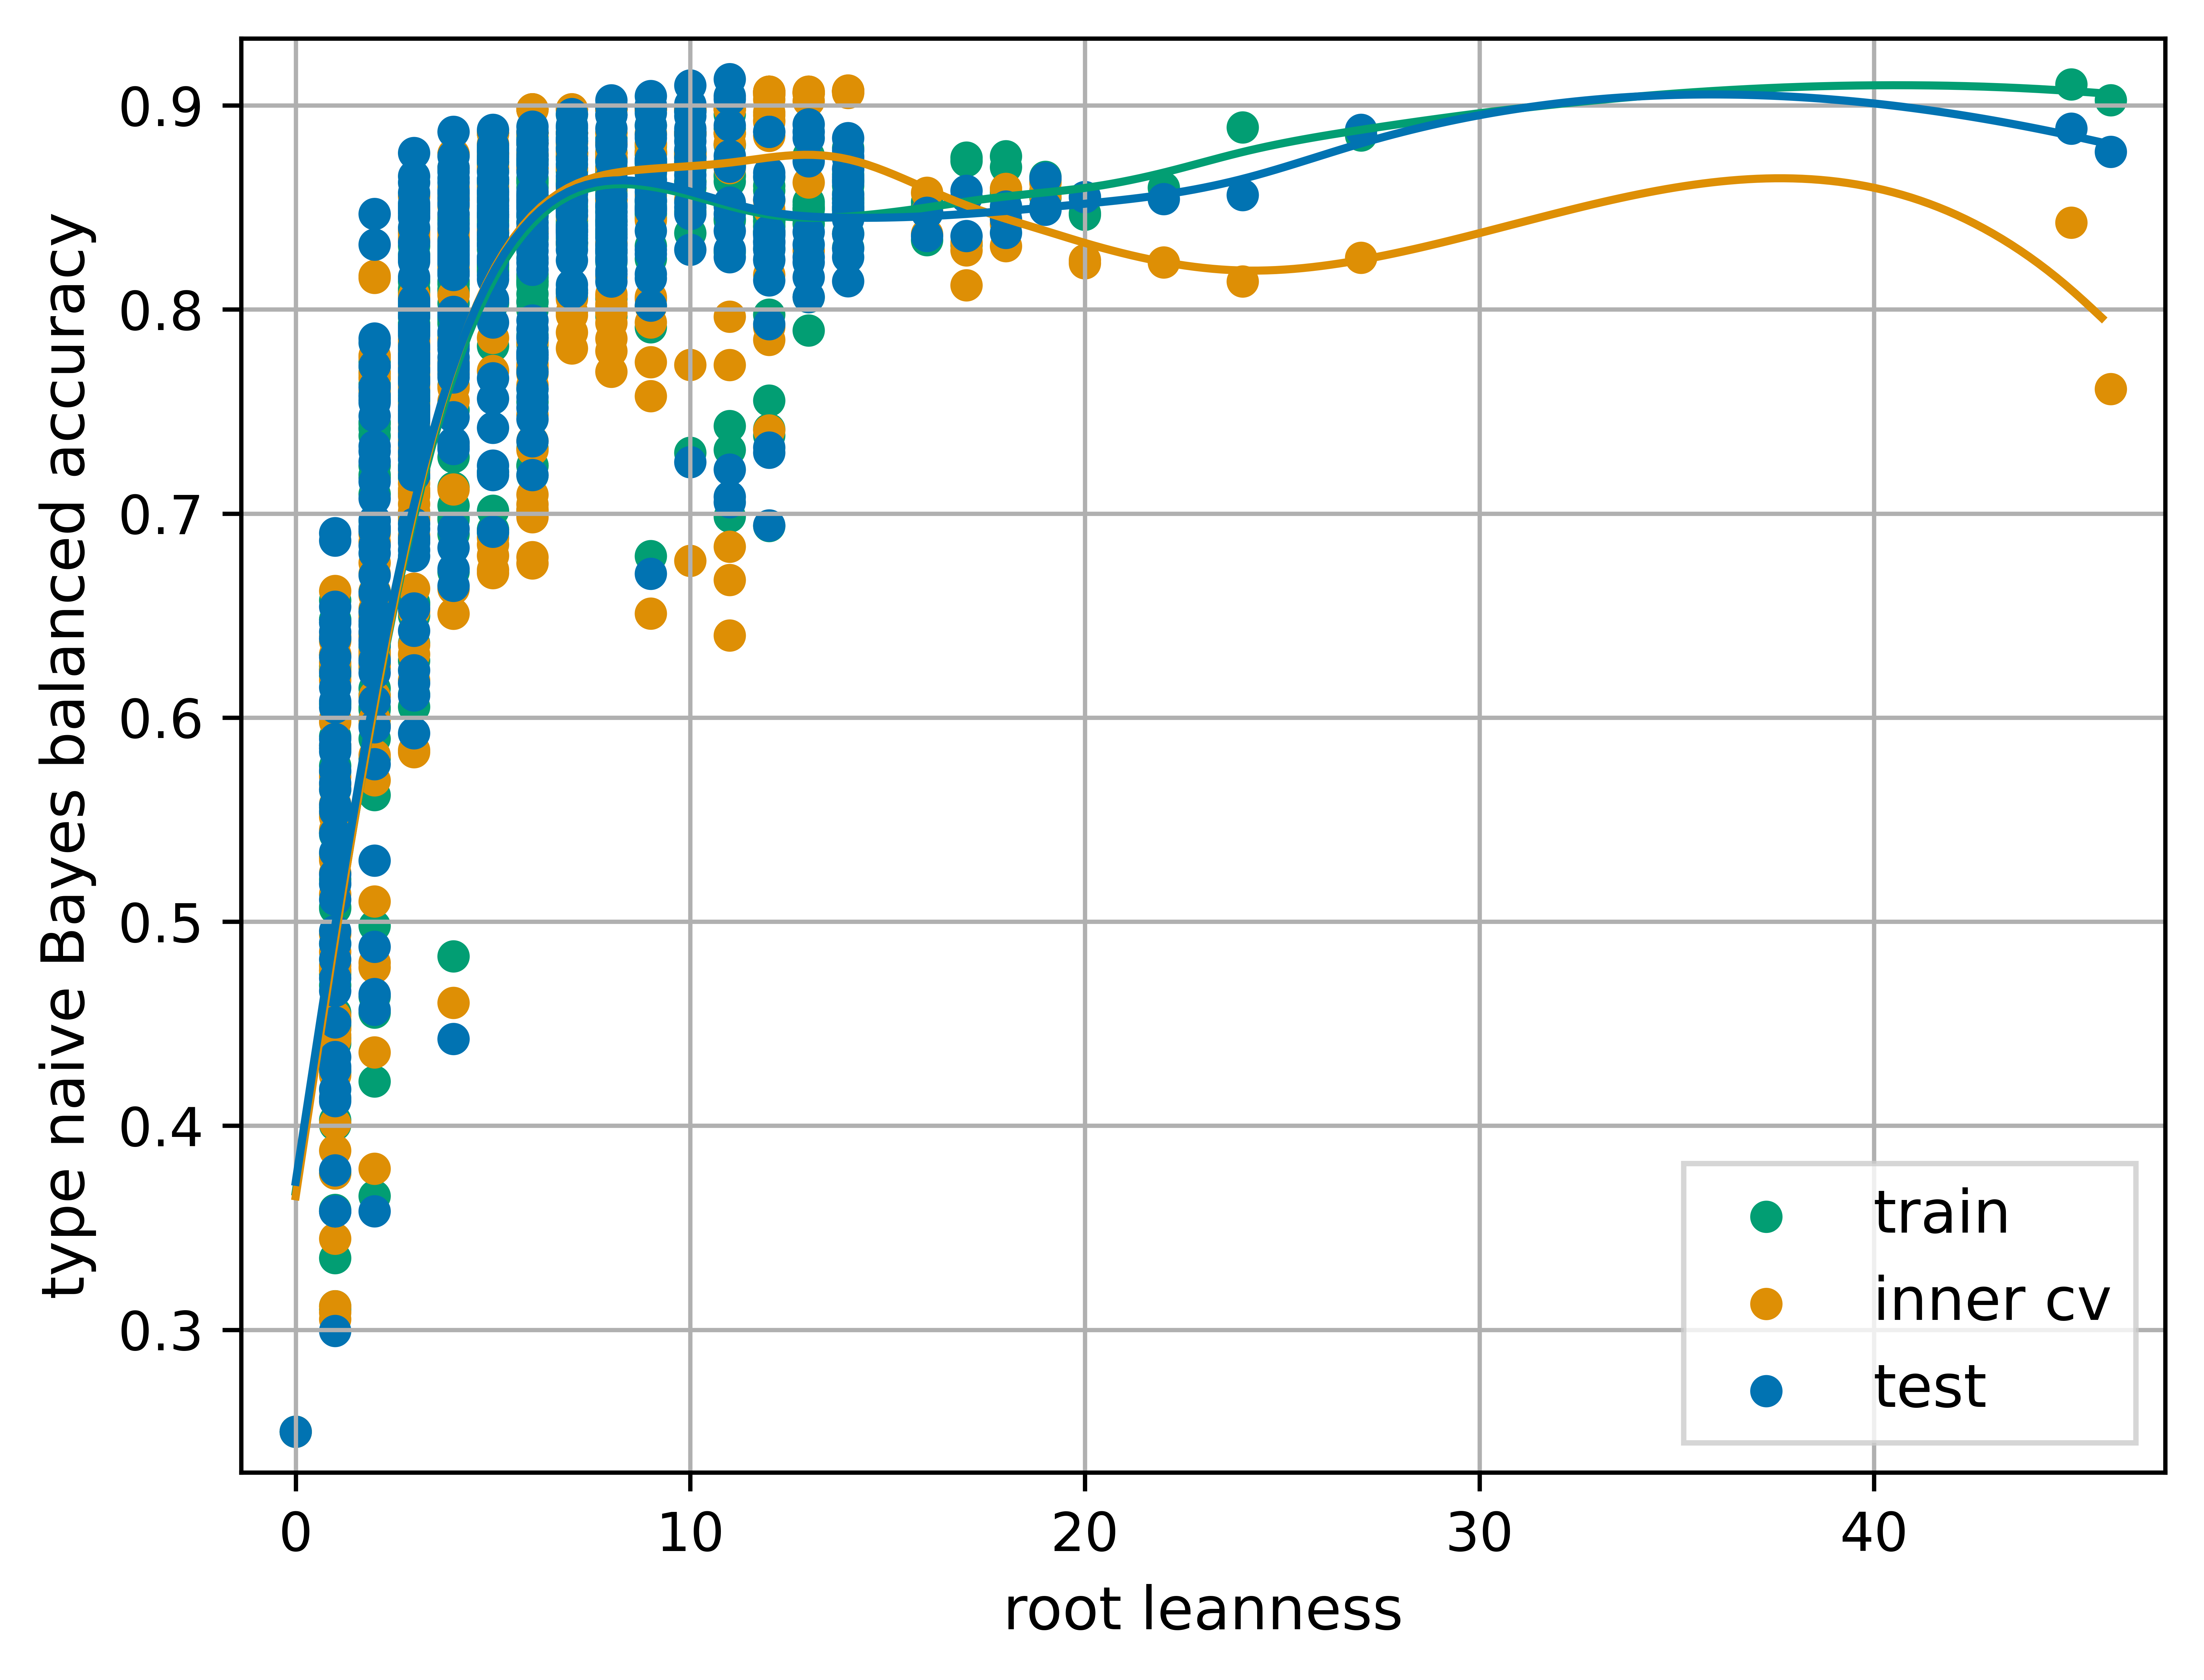 type naive Bayes balanced accuracy
0.9
0.8
0.7
0.6
0.5
0.4
0.3
0
10
20
30
40
root leanness
train
inner cv
test